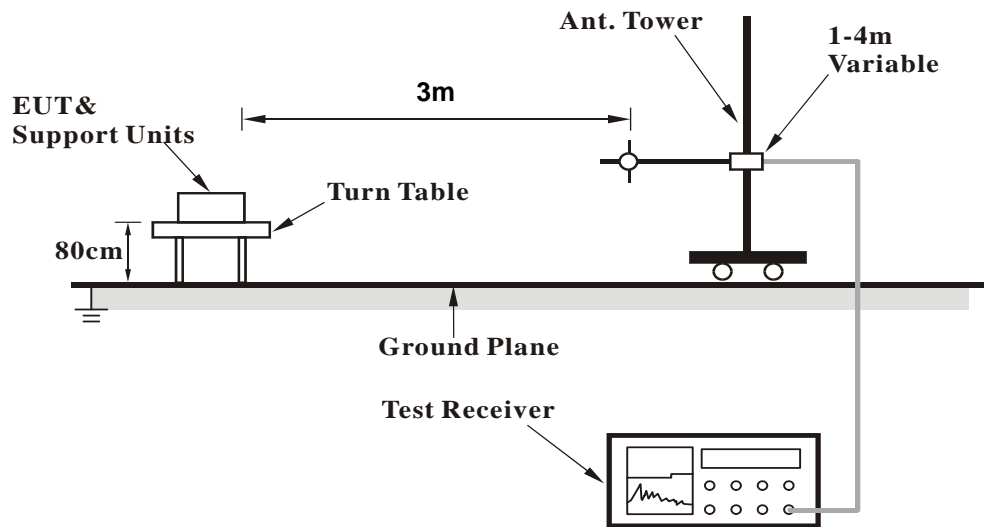 Ant. Tower
1-4m
Variable
3m
EUT&
Support Units
Turn Table
80cm
Ground Plane
Test Receiver